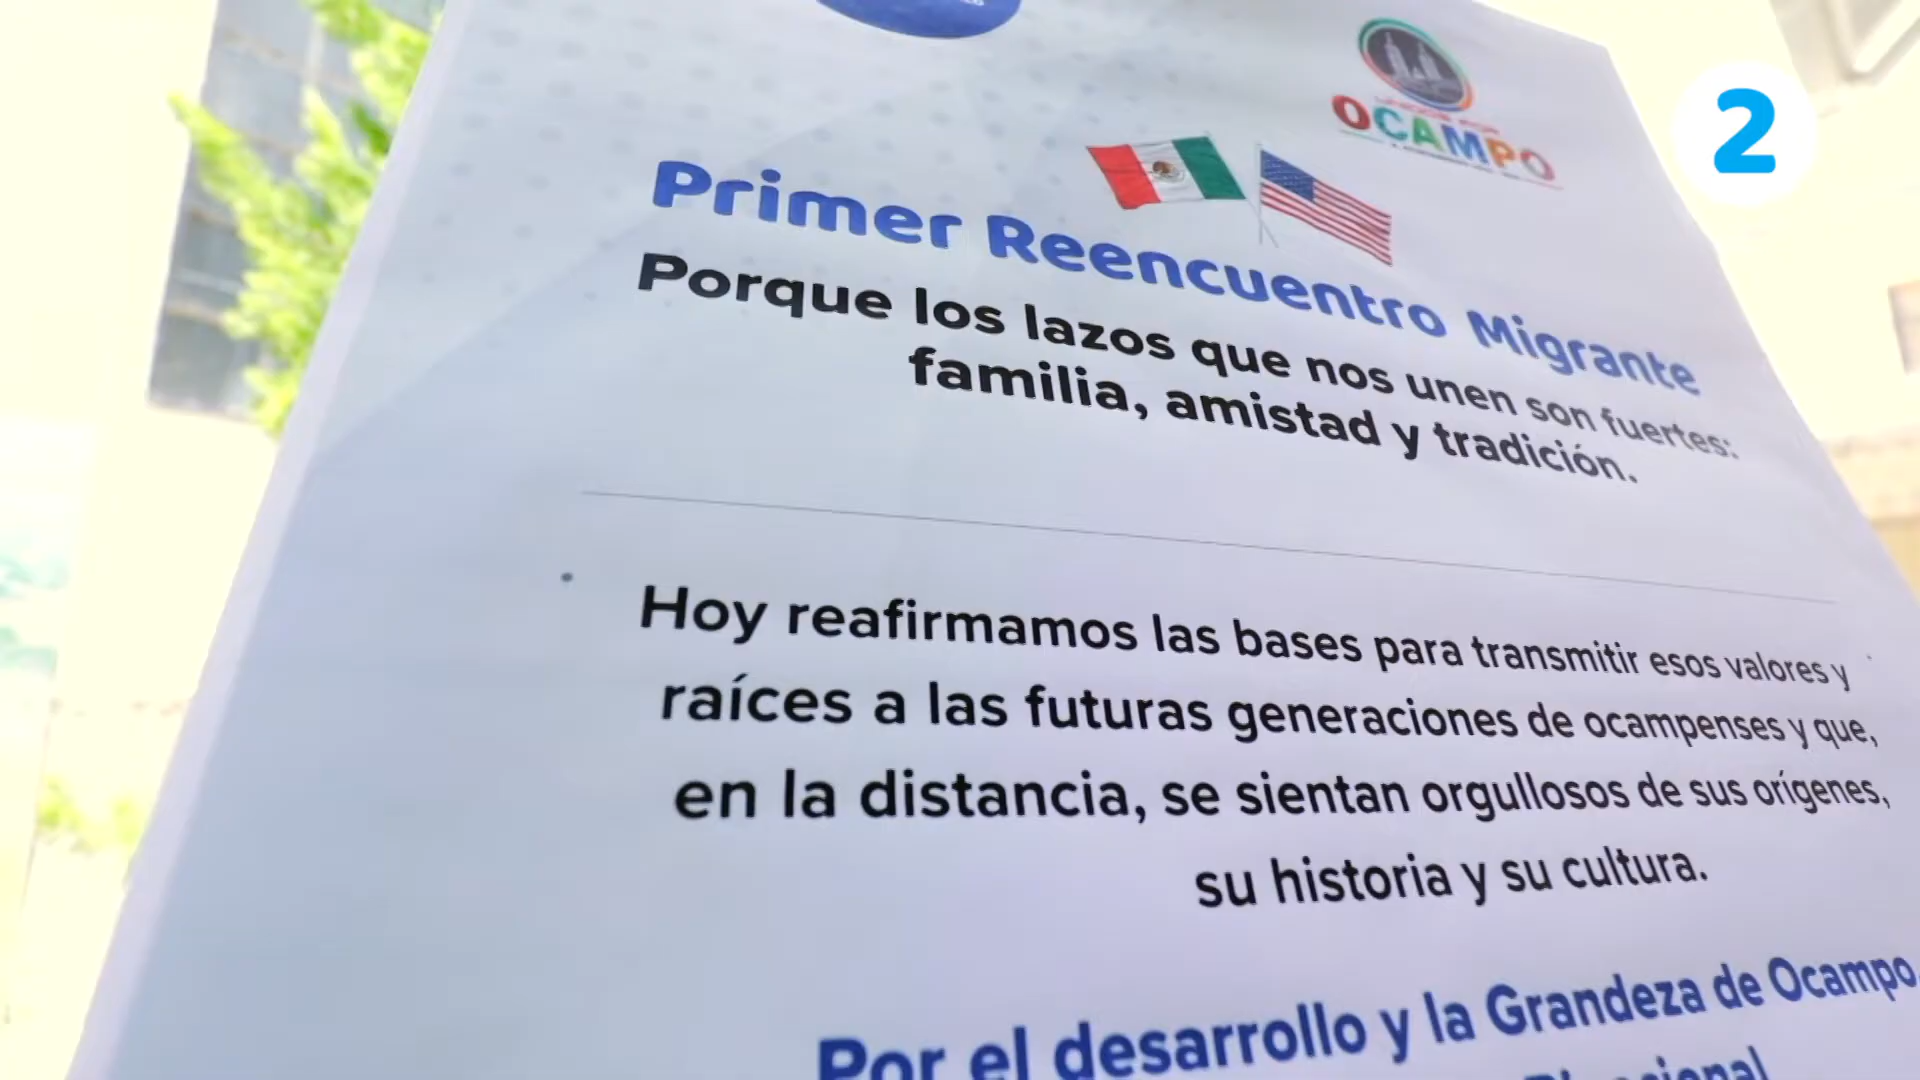 OCAMPO
2
Primer Reencuentro Migrante
Porque los lazos que nos unen son fuertes:
familia, amistad y tradición.
Hoy reafirmamos las bases para transmitir esos valores y
raíces a las futuras generaciones de ocampenses y que,
en la distancia, se sientan orgullosos de sus orígenes,
su historia y su cultura.
Por el desarrollo y la Grandeza de Ocampo,